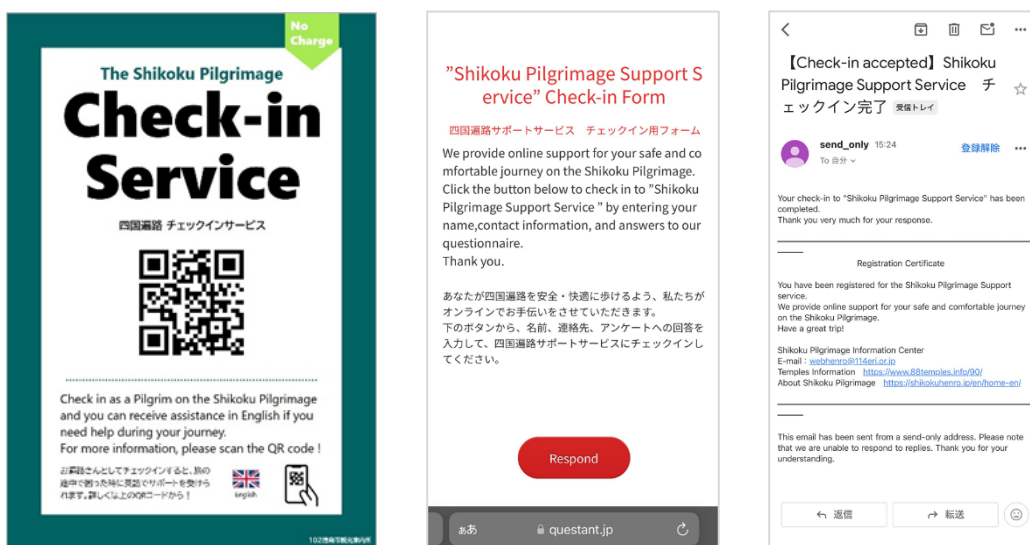 No
Charge
The Shikoku Pilgrimage
Check-in
Service
四国遍路 チェックインサービス
Check in as a Pilgrim on the Shikoku Pilgrimage
and you can receive assistance in English if you
need help during your journey.
For more information, please scan the QR code !
お遍路さんとしてチェックインすると、旅の
途中で困った時に英語でサポートを受けら
れます。詳しくは上のQRコードから！
English
102徳島市観光案内所
”Shikoku Pilgrimage Support S
ervice” Check-in Form
四国遍路サポートサービス　チェックイン用フォーム
We provide online support for your safe and co
mfortable journey on the Shikoku Pilgrimage.
Click the button below to check in to ”Shikoku
Pilgrimage Support Service ” by entering your
name,contact information, and answers to our
questionnaire.
Thank you.
あなたが四国遍路を安全・快適に歩けるよう、私たちが
オンラインでお手伝いをさせていただきます。
下のボタンから、名前、連絡先、アンケートへの回答を
入力して、四国遍路サポートサービスにチェックインし
てください。
Respond
ぁあ
questant.jp
【Check-in accepted】Shikoku
Pilgrimage Support Service　チ
ェックイン完了 受信トレイ
send_only 15:24
登録解除
To 自分
Your check-in to "Shikoku Pilgrimage Support Service" has been
completed.
Thank you very much for your response.
Registration Certificate
You have been registered for the Shikoku Pilgrimage Support
service.
We provide online support for your safe and comfortable journey
on the Shikoku Pilgrimage.
Have a great trip!
Shikoku Pilgrimage Information Center
E-mail : webhenro@114eri.or.jp
Temples Information https://www.88temples.info/90/
About Shikoku Pilgrimage https://shikokuhenro.jp/en/home-en/
This email has been sent from a send-only address. Please note
that we are unable to respond to replies. Thank you for your
understanding.
返信
転送